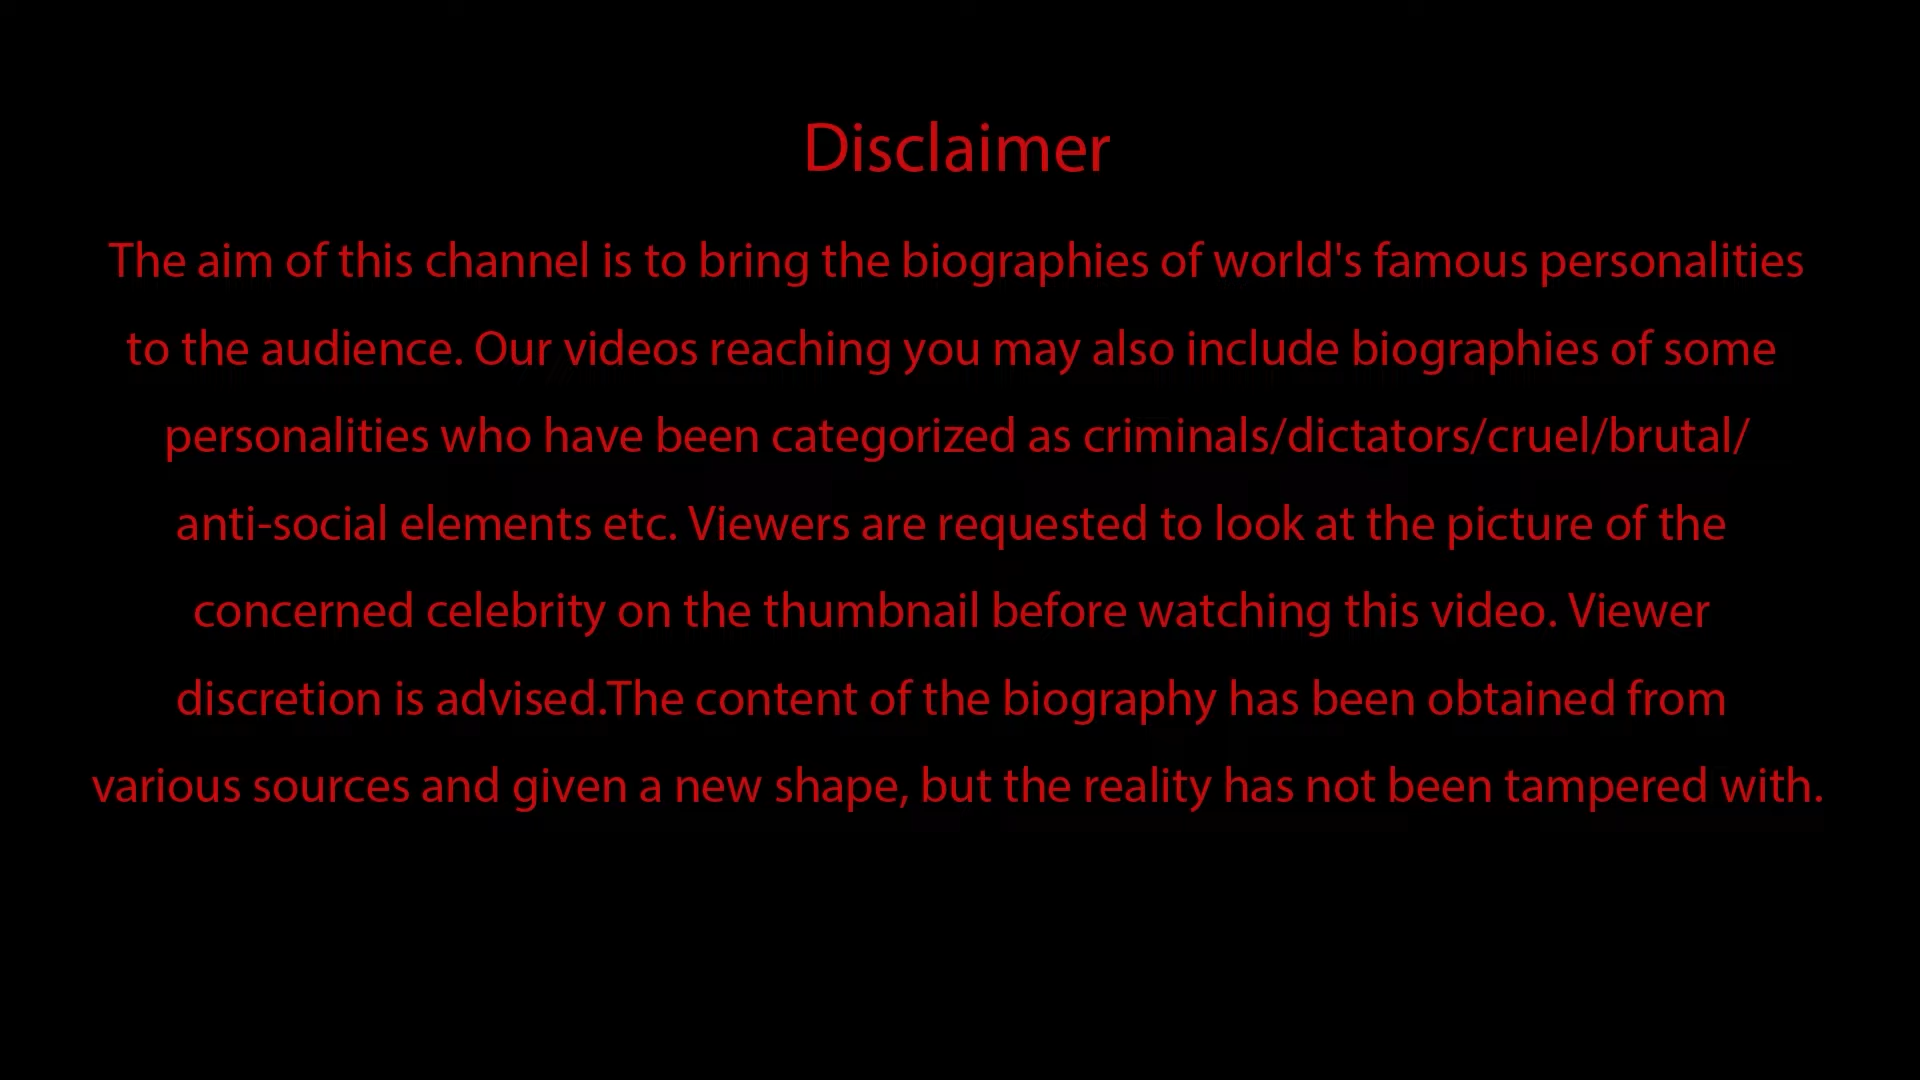 Disclaimer
The aim of this channel is to bring the biographies of world's famous personalities
to the audience. Our videos reaching you may also include biographies of some
personalities who have been categorized as criminals/dictators/cruel/brutal/
anti-social elements etc. Viewers are requested to look at the picture of the
concerned celebrity on the thumbnail before watching this video. Viewer
discretion is advised.The content of the biography has been obtained from
various sources and given a new shape, but the reality has not been tampered with.